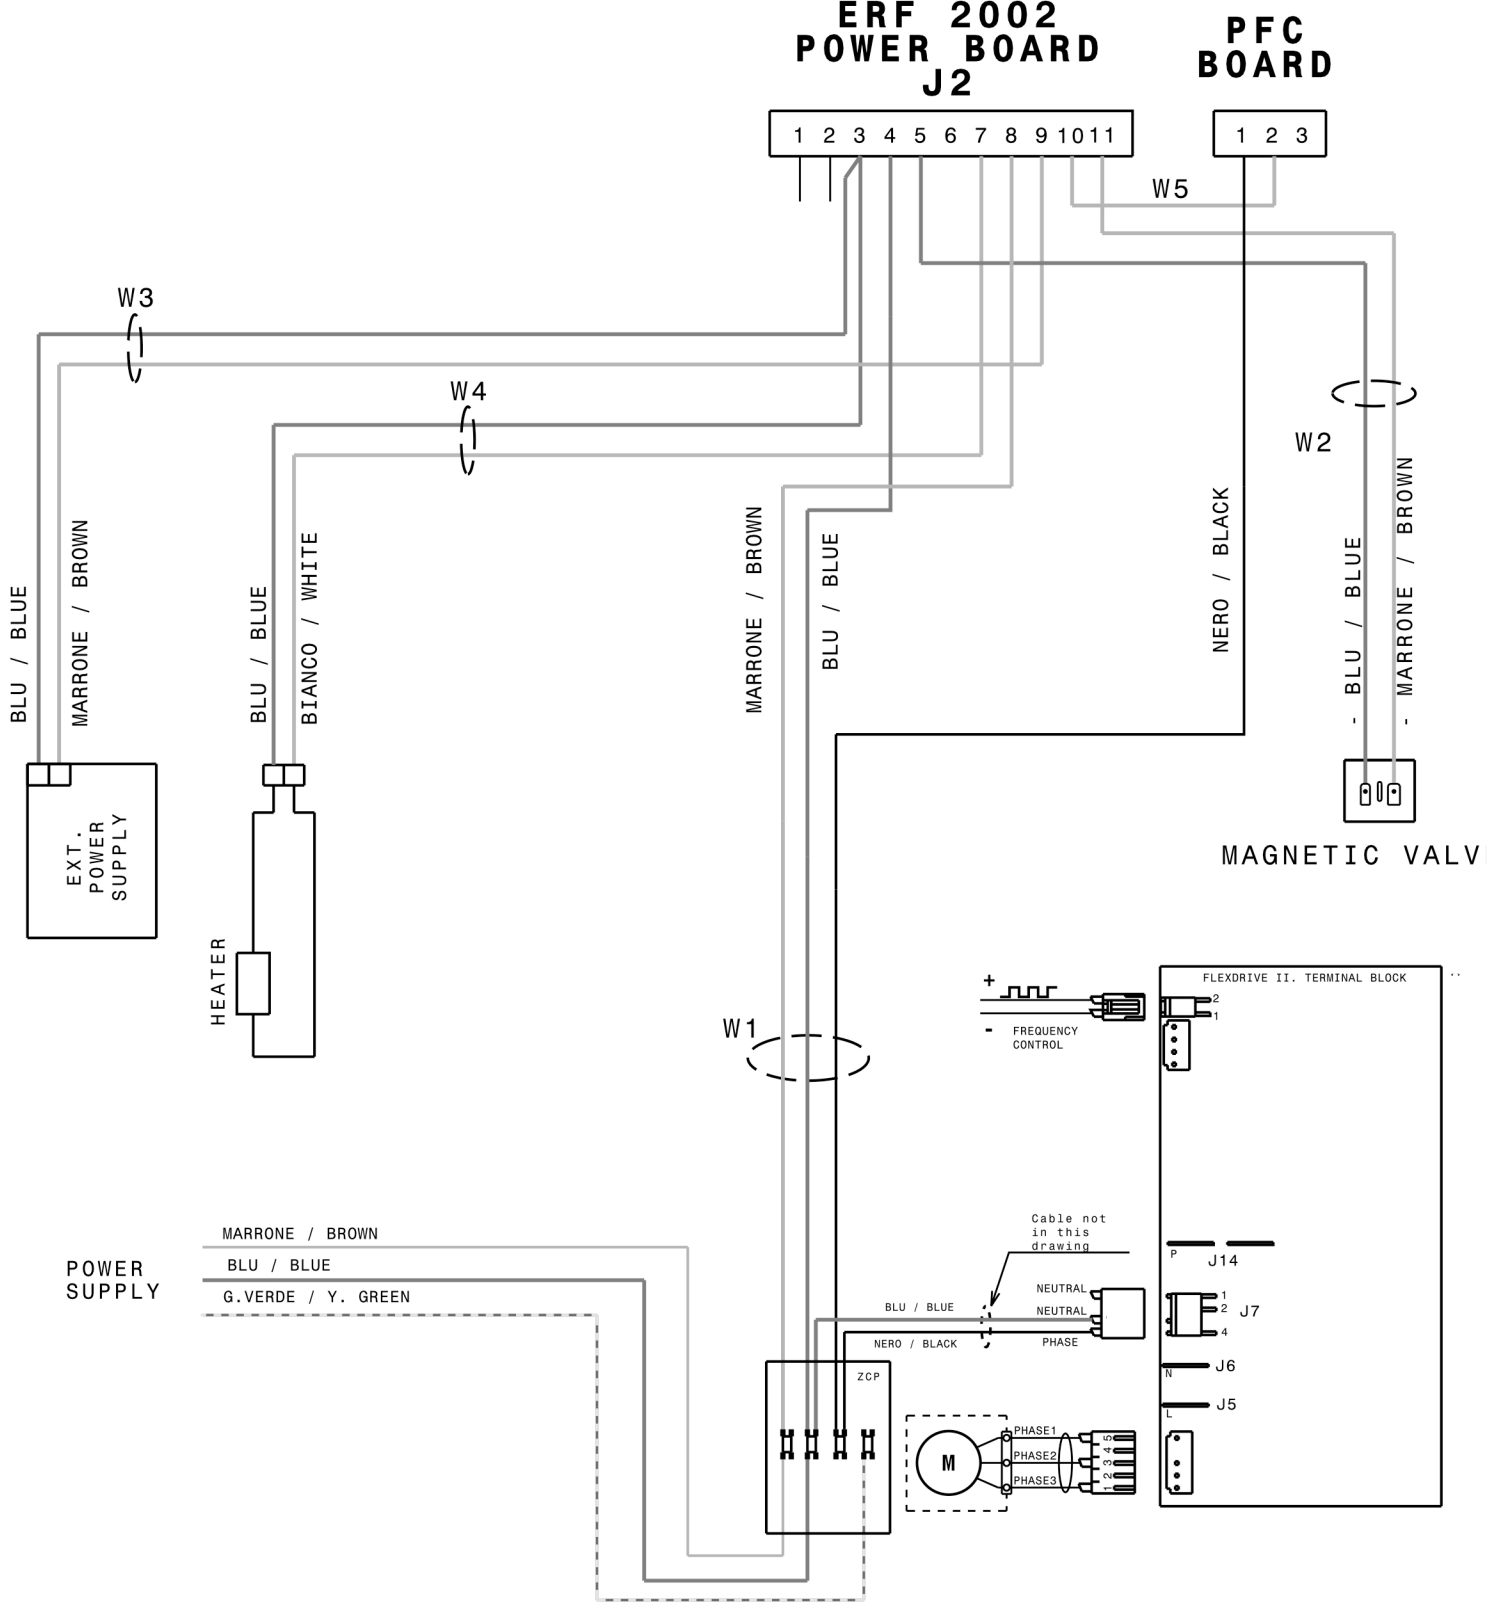 ERF 2002
POWER BOARD
J2
PFC
BOARD
1 2 3 4 5 6 7 8 9 10 11
1 2 3
W5
W3
W4
W2
BLU / BLUE
MARRONE / BROWN
BLU / BLUE
BIANCO / WHITE
MARRONE / BROWN
BLU / BLUE
NERO / BLACK
- BLU / BLUE
- MARRONE / BROWN
EXT.
POWER
SUPPLY
HEATER
MAGNETIC VALV
W1
FLEXDRIVE II. TERMINAL BLOCK
+
-
FREQUENCY
CONTROL
2
1
Cable not
in this
drawing
P
J14
MARRONE / BROWN
BLU / BLUE
G.VERDE / Y. GREEN
POWER
SUPPLY
BLU / BLUE
NERO / BLACK
NEUTRAL
NEUTRAL
PHASE
1
2
4
J7
J6
N
J5
L
ZCP
M
PHASE1
PHASE2
PHASE3
5
4
3
2
1